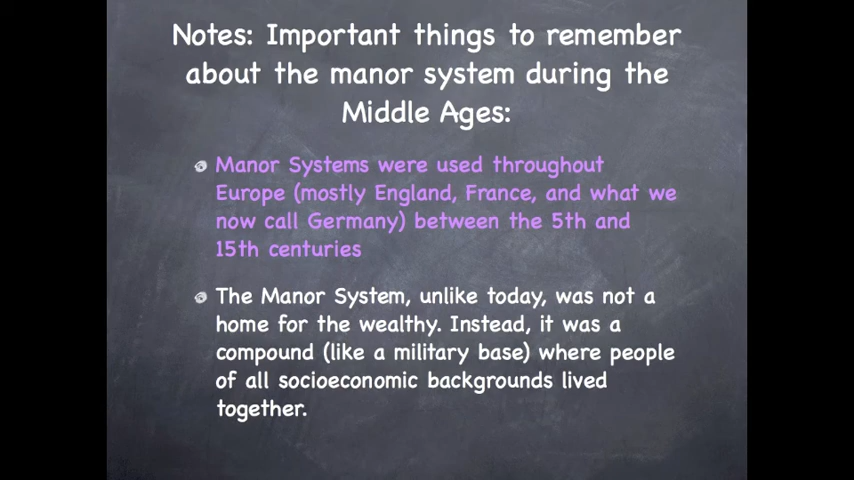 Notes: Important things to remember
about the manor system during the
Middle Ages:
Manor Systems were used throughout
Europe (mostly England, France, and what we
now call Germany) between the 5th and
15th centuries
The Manor System, unlike today, was not a
home for the wealthy. Instead, it was a
compound (like a military base) where people
of all socioeconomic backgrounds lived
together.